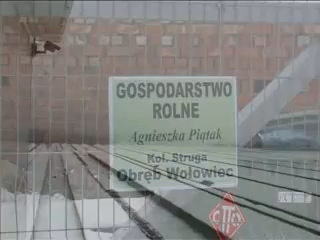 GOSPODARSTWO
ROLNE
Agnieszka Piątak
Kol. Struga
Obręb Wołowiec